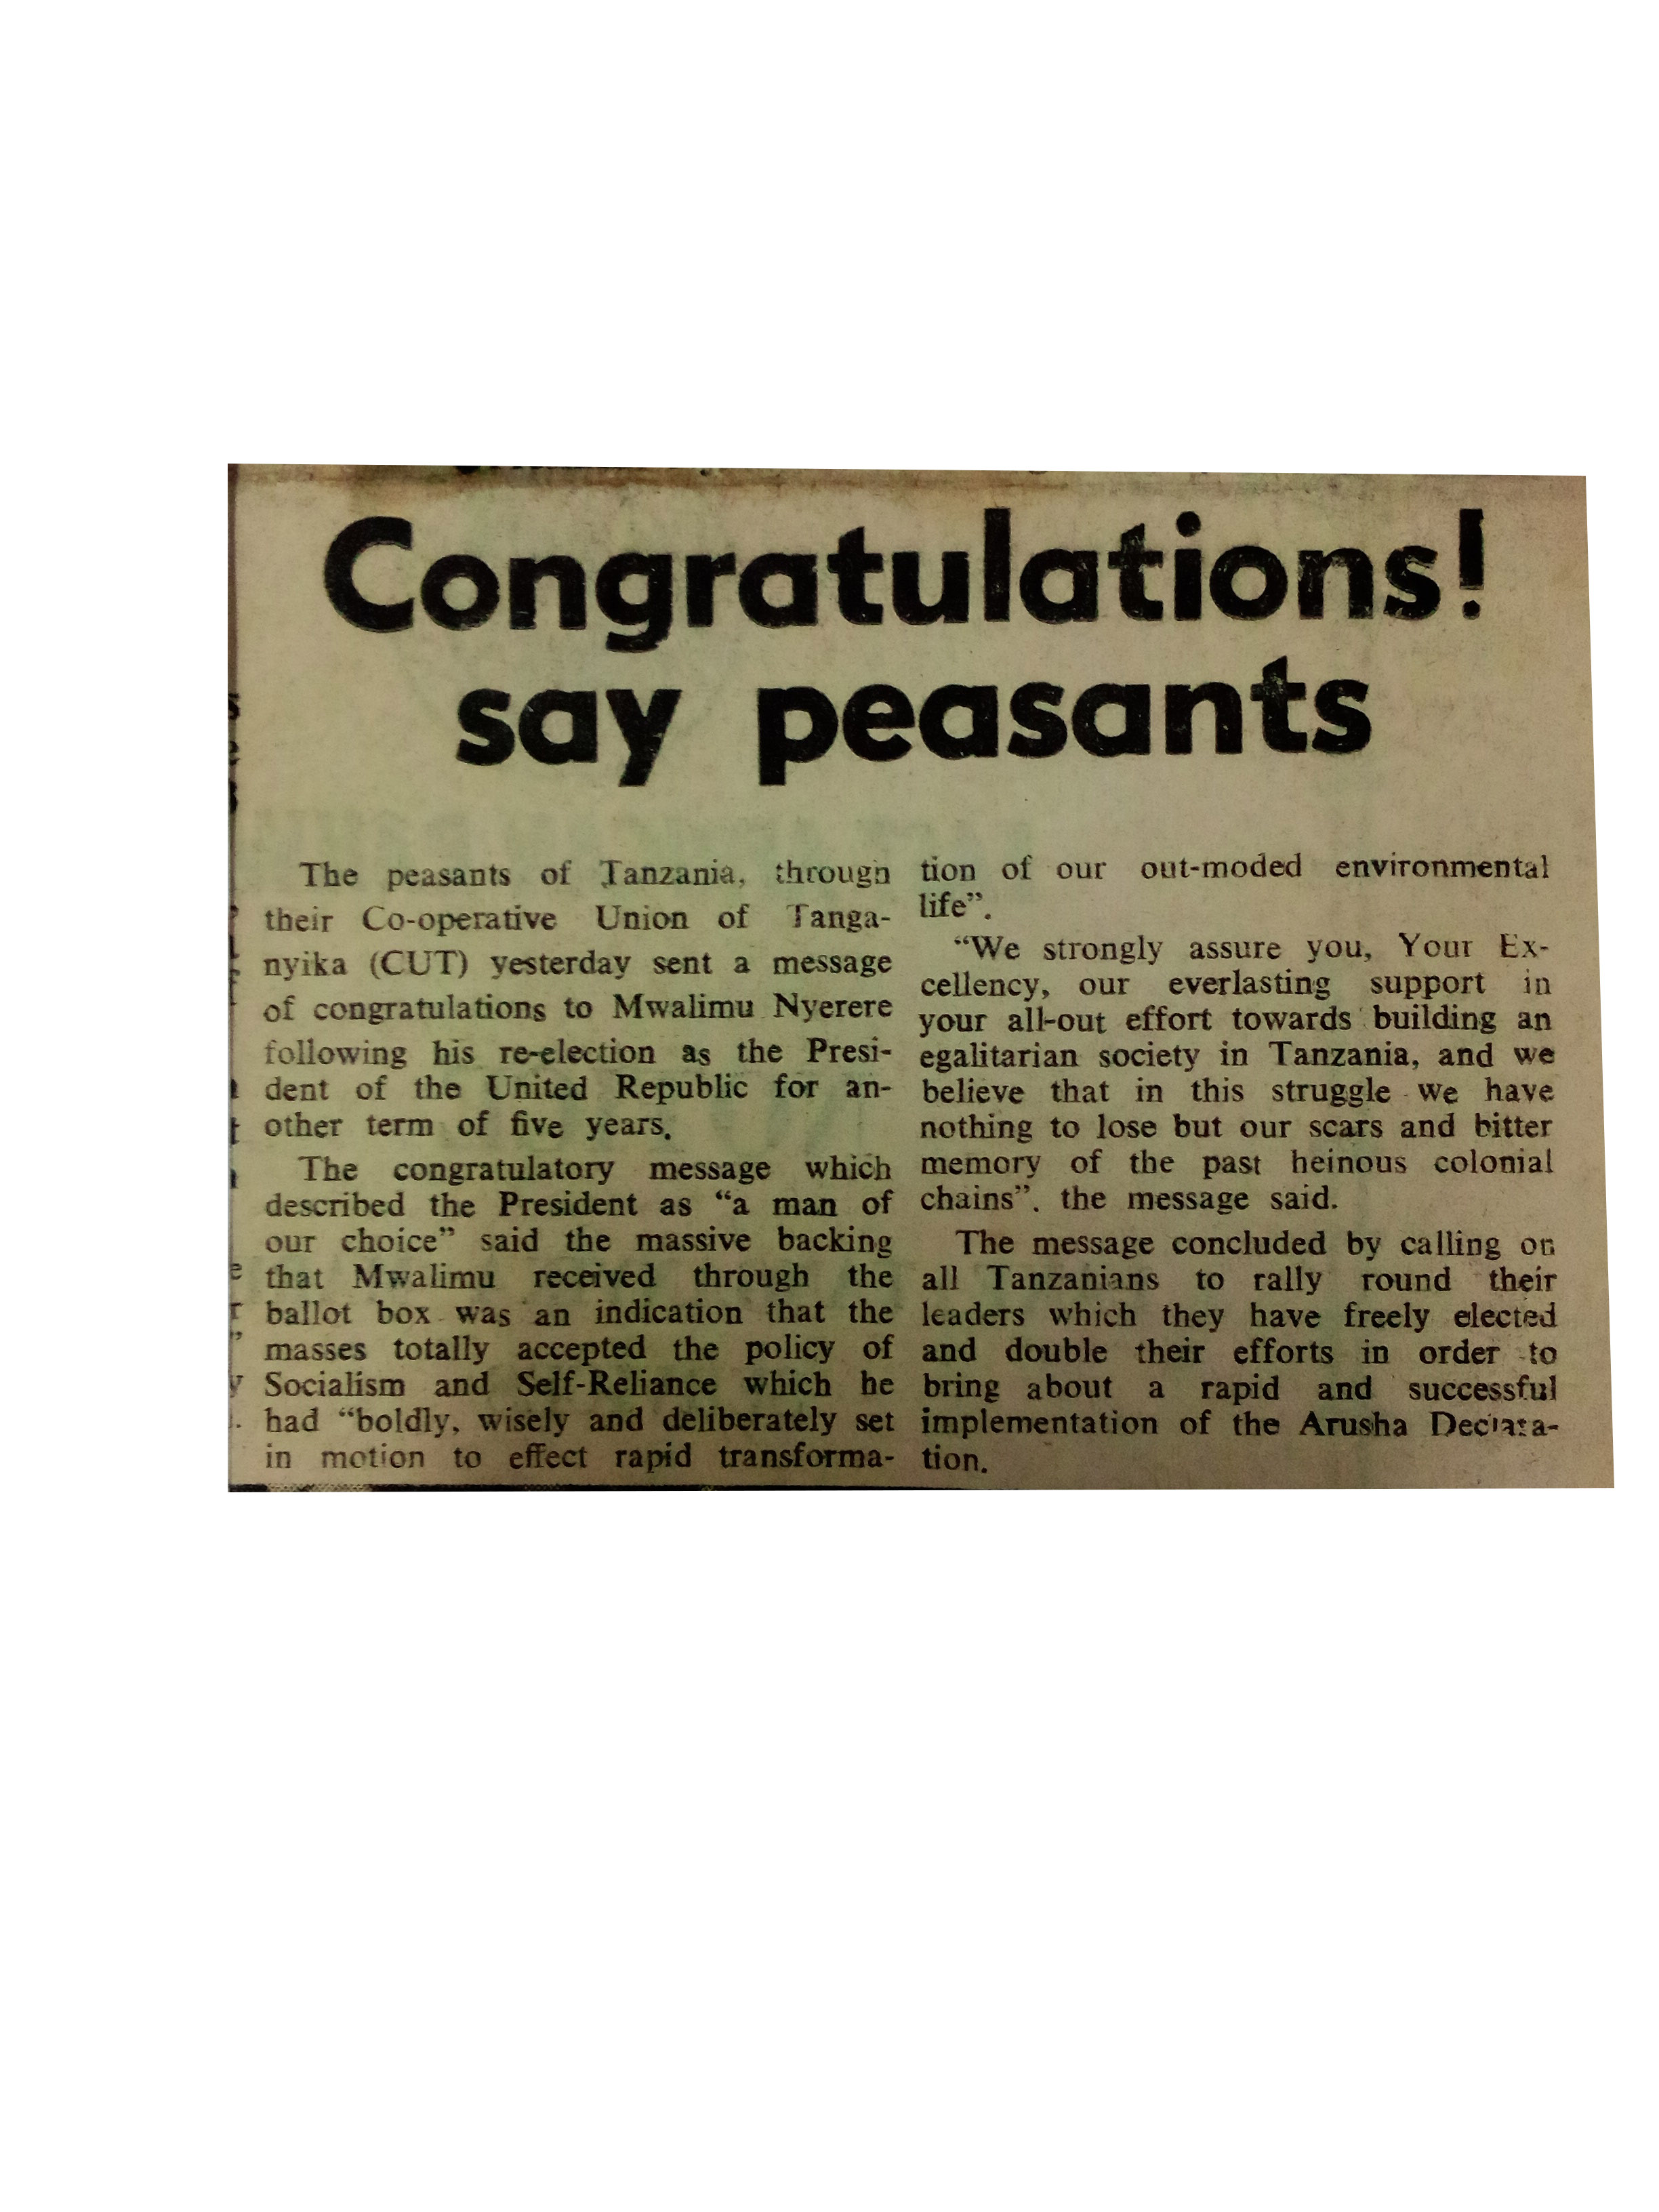 Congratulations!
say peasants
The peasants of Tanzania, through
their Co-operative Union of Tanga-
nyika (CUT) yesterday sent a message
of congratulations to Mwalimu Nyerere
following his re-election as the Presi-
dent of the United Republic for an-
other term of five years.
The congratulatory message which
described the President as “a man of
our choice” said the massive backing
that Mwalimu received through the
ballot box was an indication that the
masses totally accepted the policy of
Socialism and Self-Reliance which he
had “boldly, wisely and deliberately set
in motion to effect rapid transforma-
tion of our out-moded environmental
life”.
“We strongly assure you, Your Ex-
cellency, our everlasting support in
your all-out effort towards building an
egalitarian society in Tanzania, and we
believe that in this struggle we have
nothing to lose but our scars and bitter
memory of the past heinous colonial
chains”. the message said.
The message concluded by calling on
all Tanzanians to rally round their
leaders which they have freely elected
and double their efforts in order to
bring about a rapid and successful
implementation of the Arusha Declara-
tion.